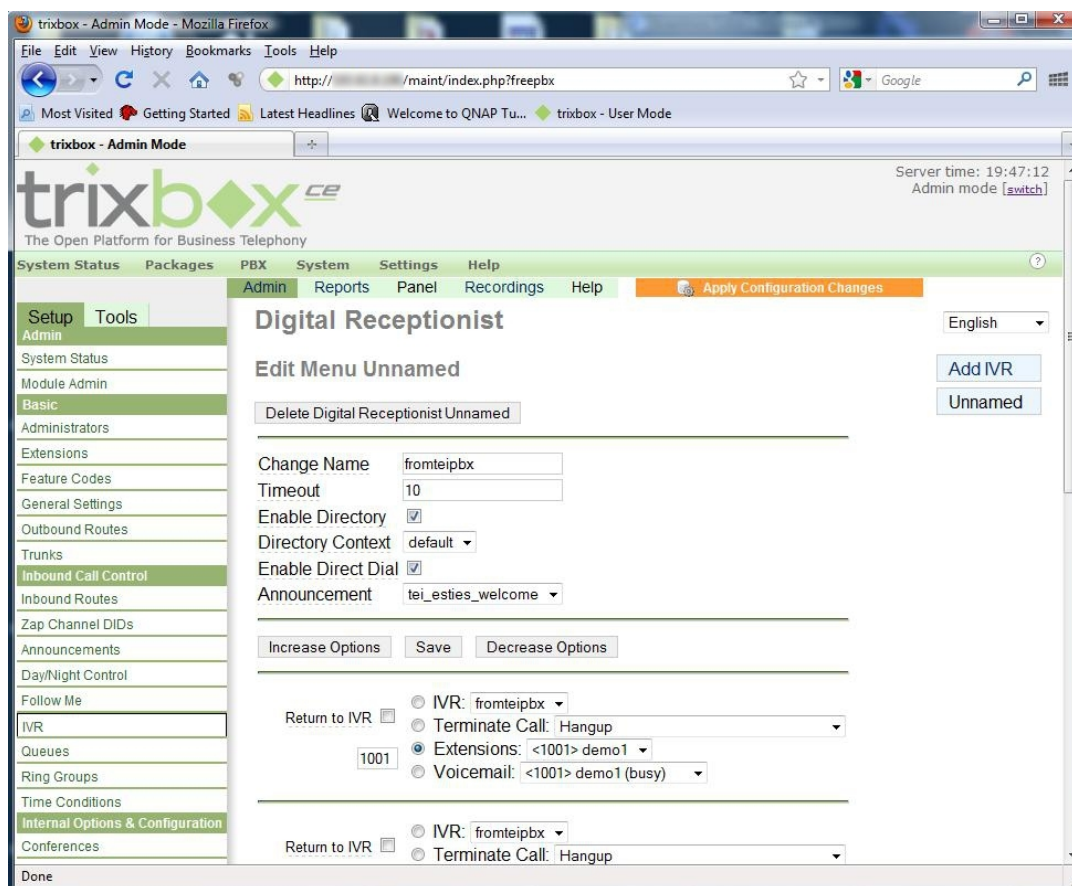 trixbox - Admin Mode - Mozilla Firefox
File Edit View History Bookmarks Tools Help
http:// /maint/index.php?freepbx
Google
Most Visited Getting Started Latest Headlines Welcome to QNAP Tu... trixbox - User Mode
trixbox - Admin Mode
Server time: 19:47:12
Admin mode [switch]
trixbox ce
The Open Platform for Business Telephony
System Status Packages PBX System Settings Help ?
Admin Reports Panel Recordings Help Apply Configuration Changes
Setup Tools
Admin
System Status
Module Admin
Basic
Administrators
Extensions
Feature Codes
General Settings
Outbound Routes
Trunks
Inbound Call Control
Inbound Routes
Zap Channel DIDs
Announcements
Day/Night Control
Follow Me
IVR
Queues
Ring Groups
Time Conditions
Internal Options & Configuration
Conferences
Digital Receptionist
English
Edit Menu Unnamed
Add IVR
Unnamed
Delete Digital Receptionist Unnamed
Change Name fromteipbx
Timeout 10
Enable Directory
Directory Context default
Enable Direct Dial
Announcement tei_esties_welcome
Increase Options Save Decrease Options
IVR: fromteipbx
Return to IVR
Terminate Call: Hangup
1001
Extensions: <1001> demo1
Voicemail: <1001> demo1 (busy)
IVR: fromteipbx
Return to IVR
Terminate Call: Hangup
Done